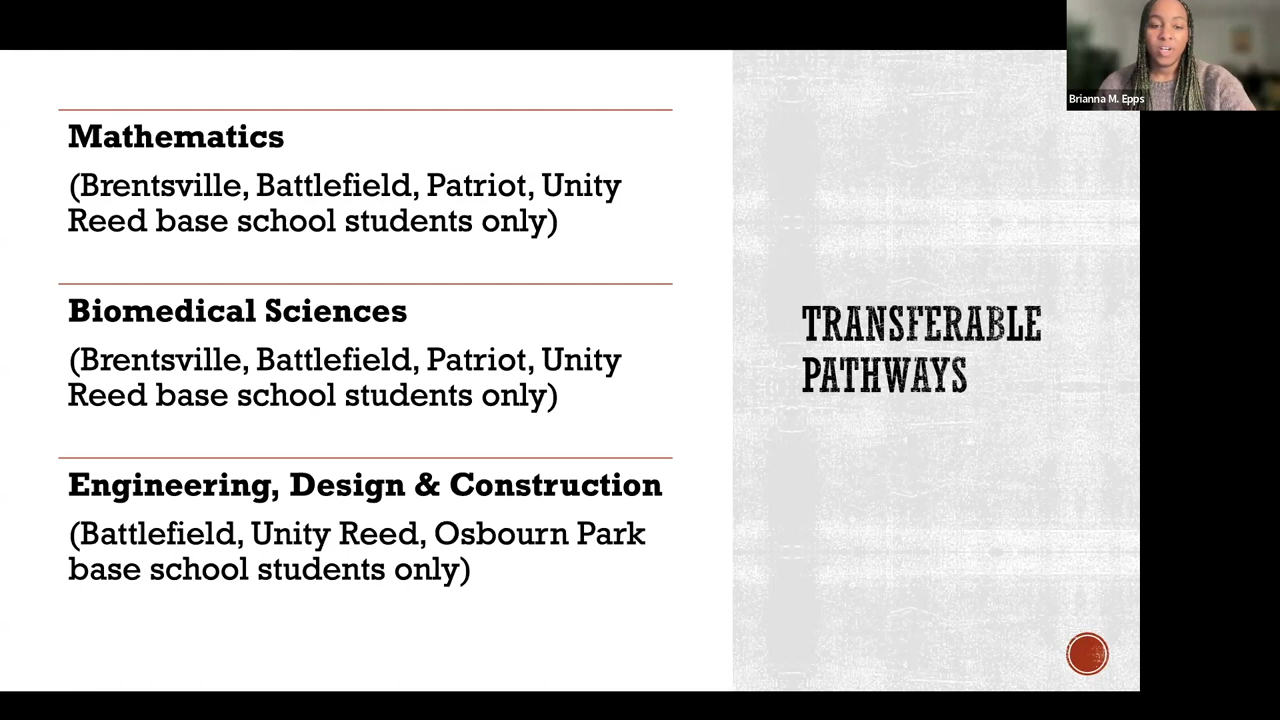 Mathematics
(Brentsville, Battlefield, Patriot, Unity
Reed base school students only)
Biomedical Sciences
(Brentsville, Battlefield, Patriot, Unity
Reed base school students only)
Engineering, Design & Construction
(Battlefield, Unity Reed, Osbourn Park
base school students only)
TRANSFERABLE
PATHWAYS
Brianna M. Epps